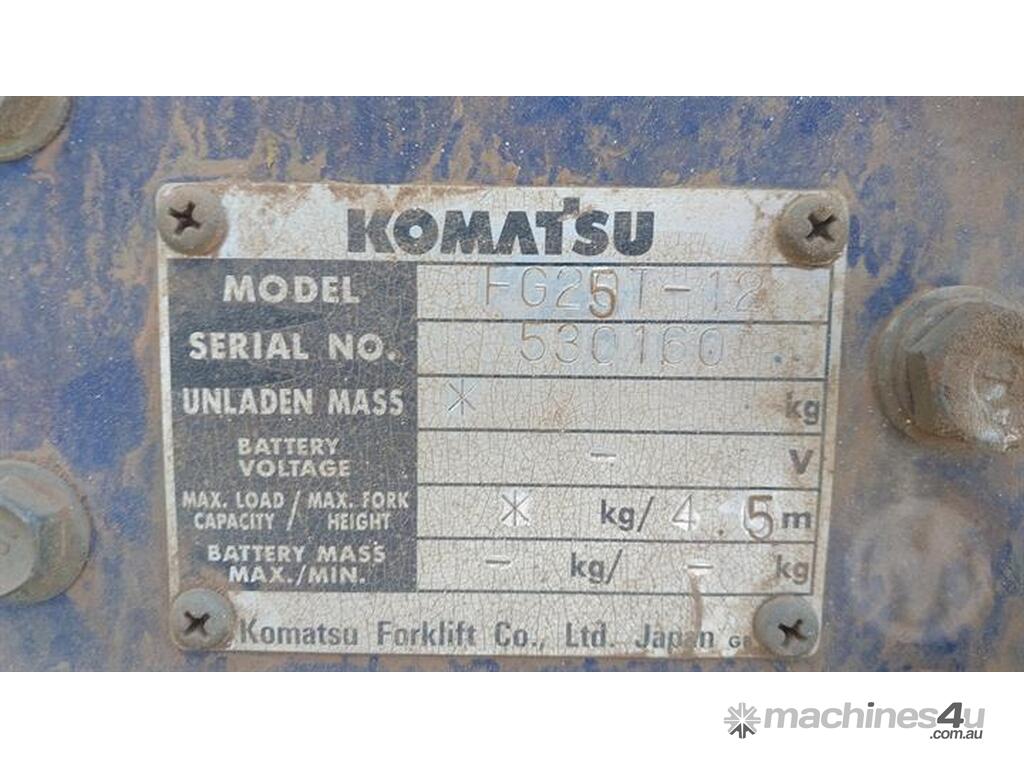 KOMATSU
MODEL FG25T-12
SERIAL NO. 530160
UNLADEN MASS * kg
BATTERY VOLTAGE - V
MAX. LOAD / MAX. FORK
CAPACITY / HEIGHT * kg/ 4.5 m
BATTERY MASS
MAX./MIN. - kg/ - kg
Komatsu Forklift Co., Ltd. Japan
machines4u
.com.au